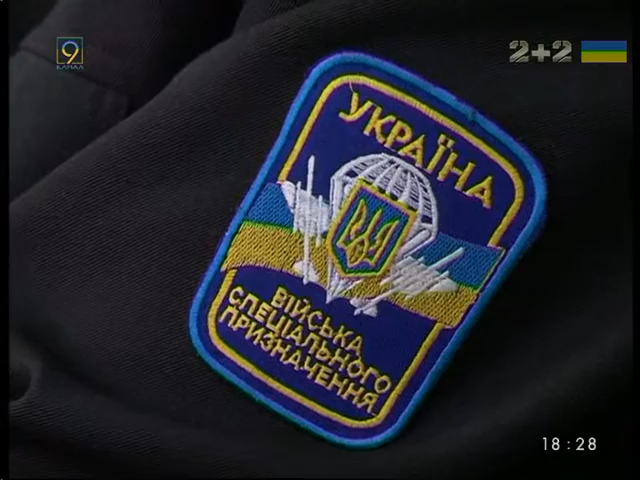 9
КАНАЛ
2+2
УКРАЇНА
ВІЙСЬКА
СПЕЦІАЛЬНОГО
ПРИЗНАЧЕННЯ
18:28